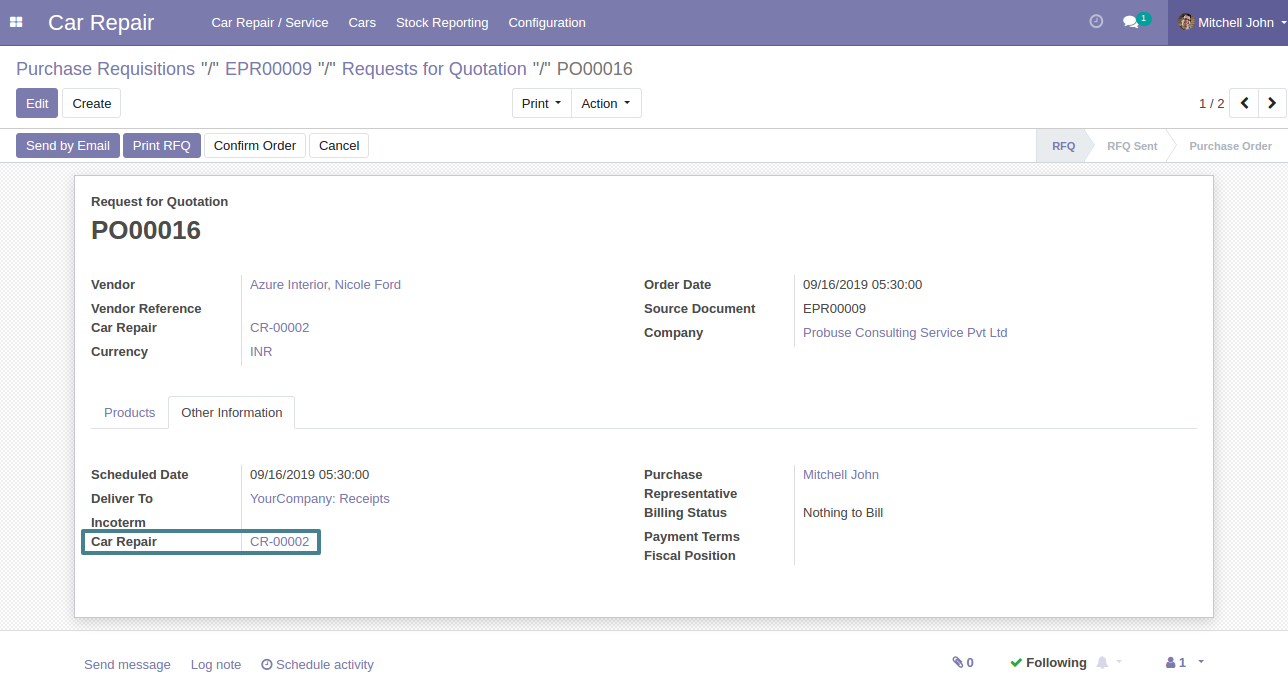 Car Repair Car Repair / Service Cars Stock Reporting Configuration 1 Mitchell John
Purchase Requisitions "/" EPR00009 "/" Requests for Quotation "/" PO00016
Edit Create Print Action 1 / 2
Send by Email Print RFQ Confirm Order Cancel RFQ RFQ Sent Purchase Order
Request for Quotation
PO00016
Vendor Azure Interior, Nicole Ford
Vendor Reference
Car Repair CR-00002
Currency INR
Order Date 09/16/2019 05:30:00
Source Document EPR00009
Company Probuse Consulting Service Pvt Ltd
Products Other Information
Scheduled Date 09/16/2019 05:30:00
Deliver To YourCompany: Receipts
Incoterm
Car Repair CR-00002
Purchase Mitchell John
Representative
Billing Status Nothing to Bill
Payment Terms
Fiscal Position
Send message Log note Schedule activity 0 Following 1